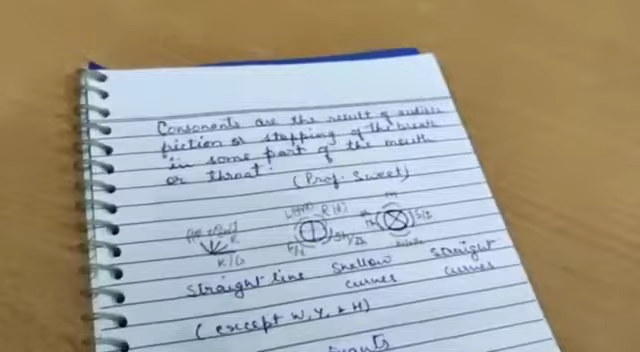 Consonants are the result of audible
friction or stopping of the breath
in some part of the mouth
or throat.
(Prof. Sweet)
K/G
straight line shallow straight
curves curves
(except W, Y, & H)